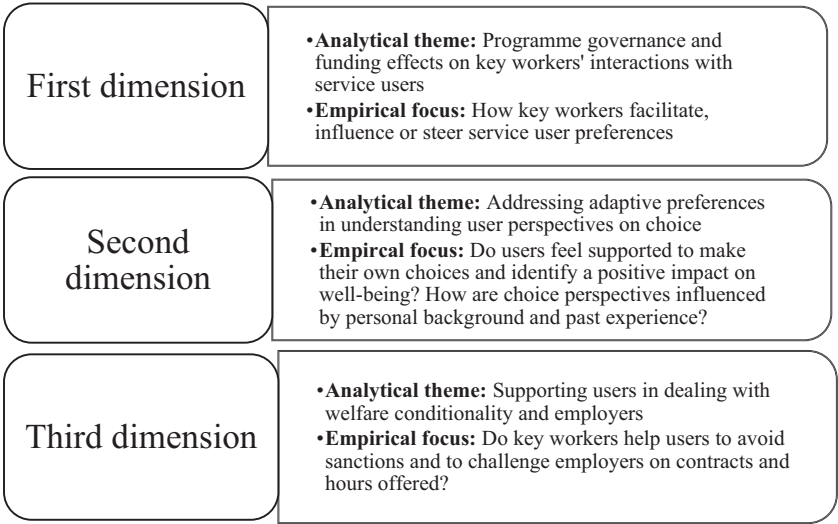 First dimension
•Analytical theme: Programme governance and
funding effects on key workers' interactions with
service users
•Empirical focus: How key workers facilitate,
influence or steer service user preferences
Second
dimension
•Analytical theme: Addressing adaptive preferences
in understanding user perspectives on choice
•Empircal focus: Do users feel supported to make
their own choices and identify a positive impact on
well-being? How are choice perspectives influenced
by personal background and past experience?
Third dimension
•Analytical theme: Supporting users in dealing with
welfare conditionality and employers
•Empirical focus: Do key workers help users to avoid
sanctions and to challenge employers on contracts and
hours offered?